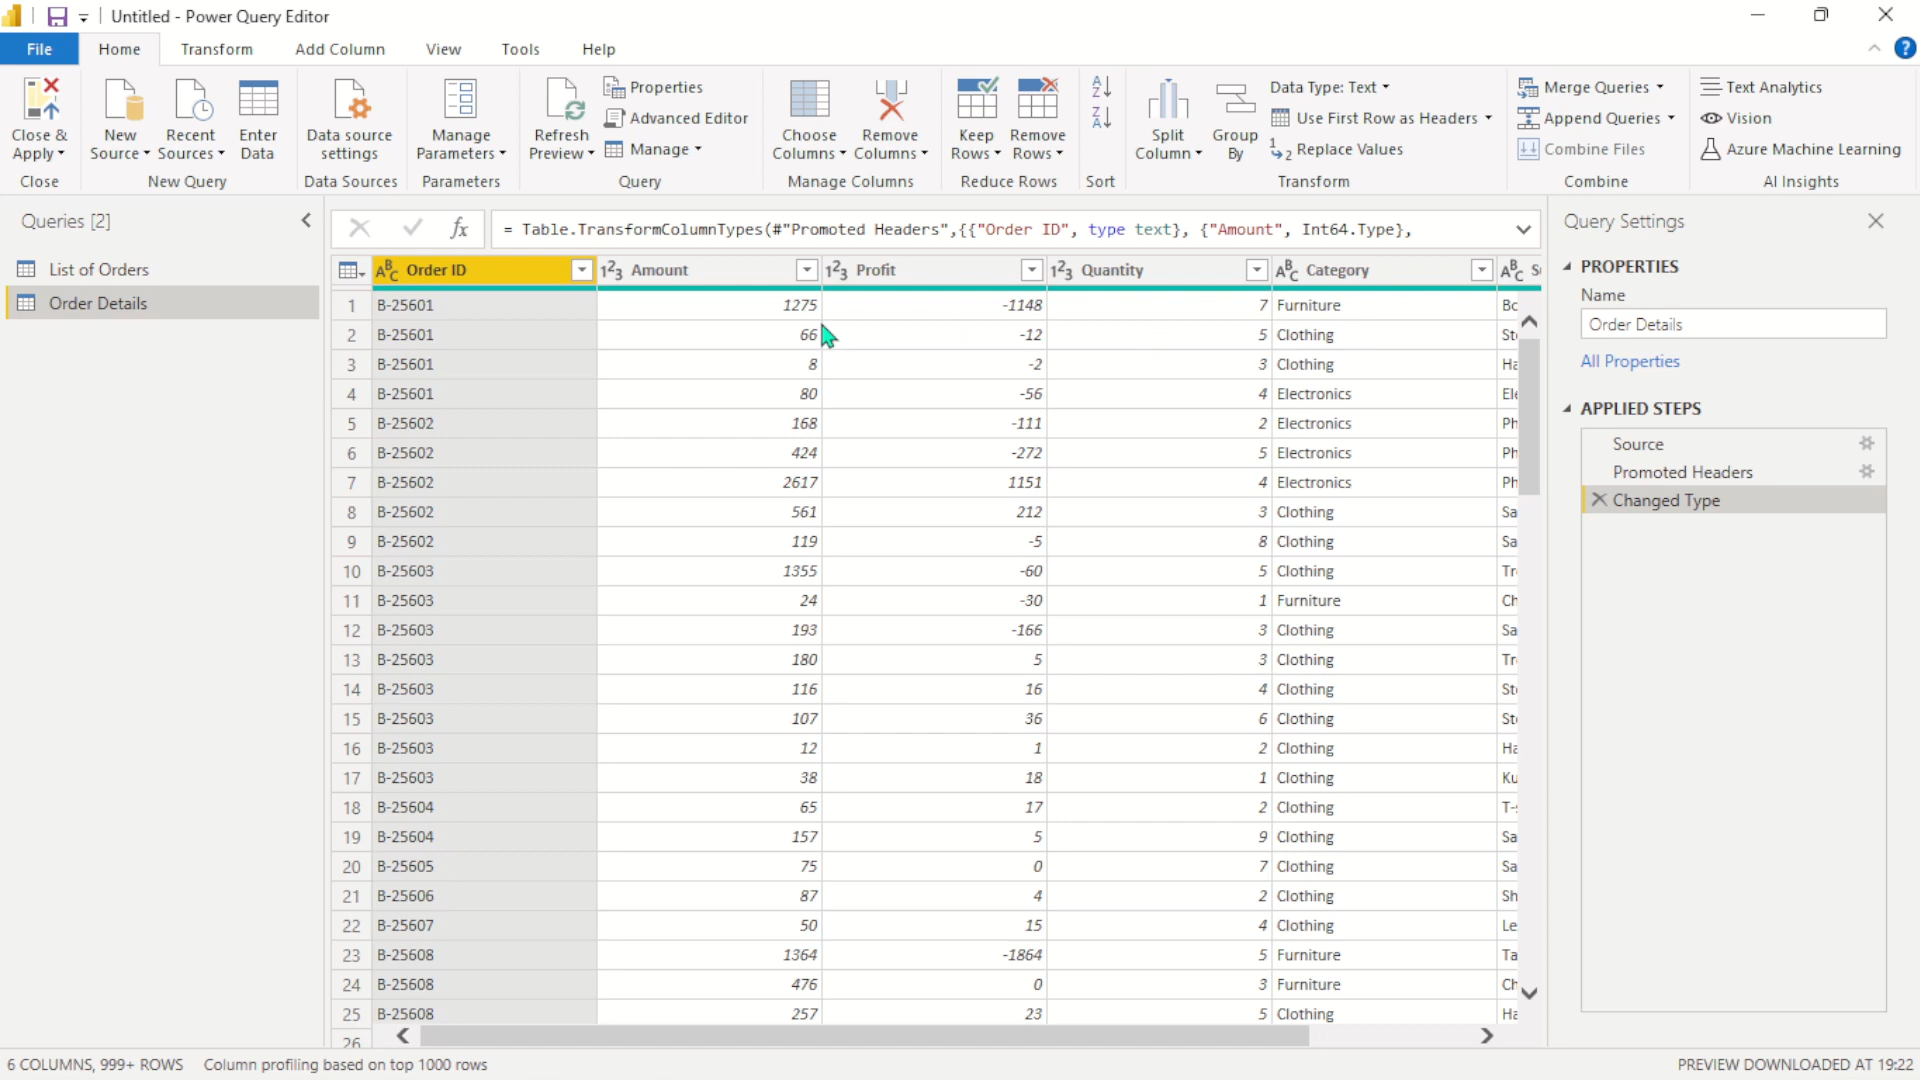 Untitled - Power Query Editor
File Home Transform Add Column View Tools Help
Close & Apply
Close
New Source
Recent Sources
Enter Data
New Query
Data source settings
Data Sources
Manage Parameters
Parameters
Refresh Preview
Properties
Advanced Editor
Manage
Query
Choose Columns
Remove Columns
Manage Columns
Keep Rows
Remove Rows
Reduce Rows
Sort
Split Column
Group By
Data Type: Text
Use First Row as Headers
Replace Values
Transform
Merge Queries
Append Queries
Combine Files
Combine
Text Analytics
Vision
Azure Machine Learning
AI Insights
Queries [2]
List of Orders
Order Details
fx = Table.TransformColumnTypes(#"Promoted Headers",{{"Order ID", type text}, {"Amount", Int64.Type},
Order ID Amount Profit Quantity Category
1 B-25601 1275 -1148 7 Furniture
2 B-25601 66 -12 5 Clothing
3 B-25601 8 -2 3 Clothing
4 B-25601 80 -56 4 Electronics
5 B-25602 168 -111 2 Electronics
6 B-25602 424 -272 5 Electronics
7 B-25602 2617 1151 4 Electronics
8 B-25602 561 212 3 Clothing
9 B-25602 119 -5 8 Clothing
10 B-25603 1355 -60 5 Clothing
11 B-25603 24 -30 1 Furniture
12 B-25603 193 -166 3 Clothing
13 B-25603 180 5 3 Clothing
14 B-25603 116 16 4 Clothing
15 B-25603 107 36 6 Clothing
16 B-25603 12 1 2 Clothing
17 B-25603 38 18 1 Clothing
18 B-25604 65 17 2 Clothing
19 B-25604 157 5 9 Clothing
20 B-25605 75 0 7 Clothing
21 B-25606 87 4 2 Clothing
22 B-25607 50 15 4 Clothing
23 B-25608 1364 -1864 5 Furniture
24 B-25608 476 0 3 Furniture
25 B-25608 257 23 5 Clothing
26
Query Settings
PROPERTIES
Name
Order Details
All Properties
APPLIED STEPS
Source
Promoted Headers
Changed Type
6 COLUMNS, 999+ ROWS Column profiling based on top 1000 rows
PREVIEW DOWNLOADED AT 19:22